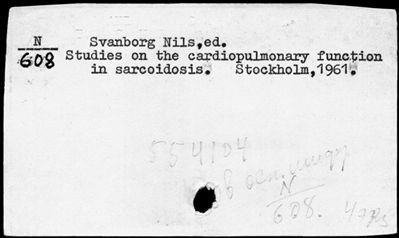 N Svanborg Nils,ed.
608 Studies on the cardiopulmonary function
in sarcoidosis. Stockholm,1961.
554104
N
608.